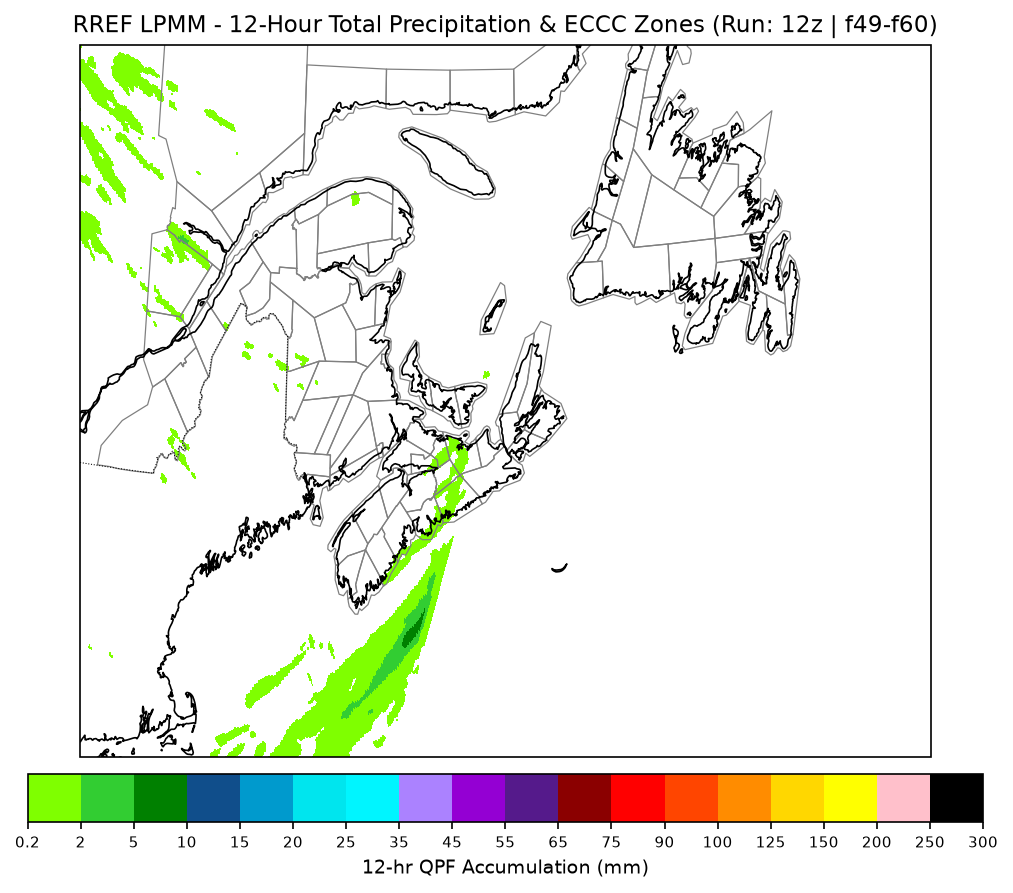 RREF LPMM - 12-Hour Total Precipitation & ECCC Zones (Run: 12z | f49-f60)
0.2 2 5 10 15 20 25 35 45 55 65 80 90 100 125 150 200 250 300
12-hr QPF Accumulation (mm)